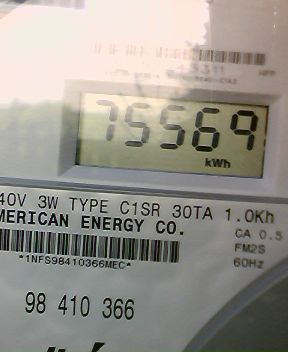 75569
kWh
40V 3W TYPE C1SR 30TA 1.0Kh
MERICAN ENERGY CO.
CA 0.5
FM2S
60Hz
*1NFS98410366MEC*
98 410 366